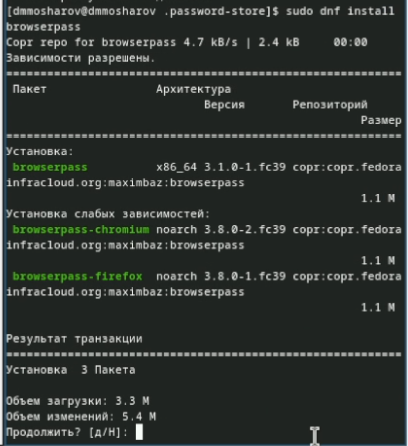 [dmmosharov@dmmosharov .password-store]$ sudo dnf install
browserpass
Copr repo for browserpass 4.7 kB/s | 2.4 kB 00:00
Зависимости разрешены.
================================================
Пакет Архитектура
Версия Репозиторий
Размер
================================================
Установка:
browserpass x86_64 3.1.0-1.fc39 copr:copr.fedora
infracloud.org:maximbaz:browserpass
1.1 M
Установка слабых зависимостей:
browserpass-chromium noarch 3.8.0-2.fc39 copr:copr.fedora
infracloud.org:maximbaz:browserpass
1.1 M
browserpass-firefox noarch 3.8.0-1.fc39 copr:copr.fedora
infracloud.org:maximbaz:browserpass
1.1 M
Результат транзакции
================================================
Установка 3 Пакета
Объем загрузки: 3.3 M
Объем изменений: 5.4 M
Продолжить? [д/Н]: